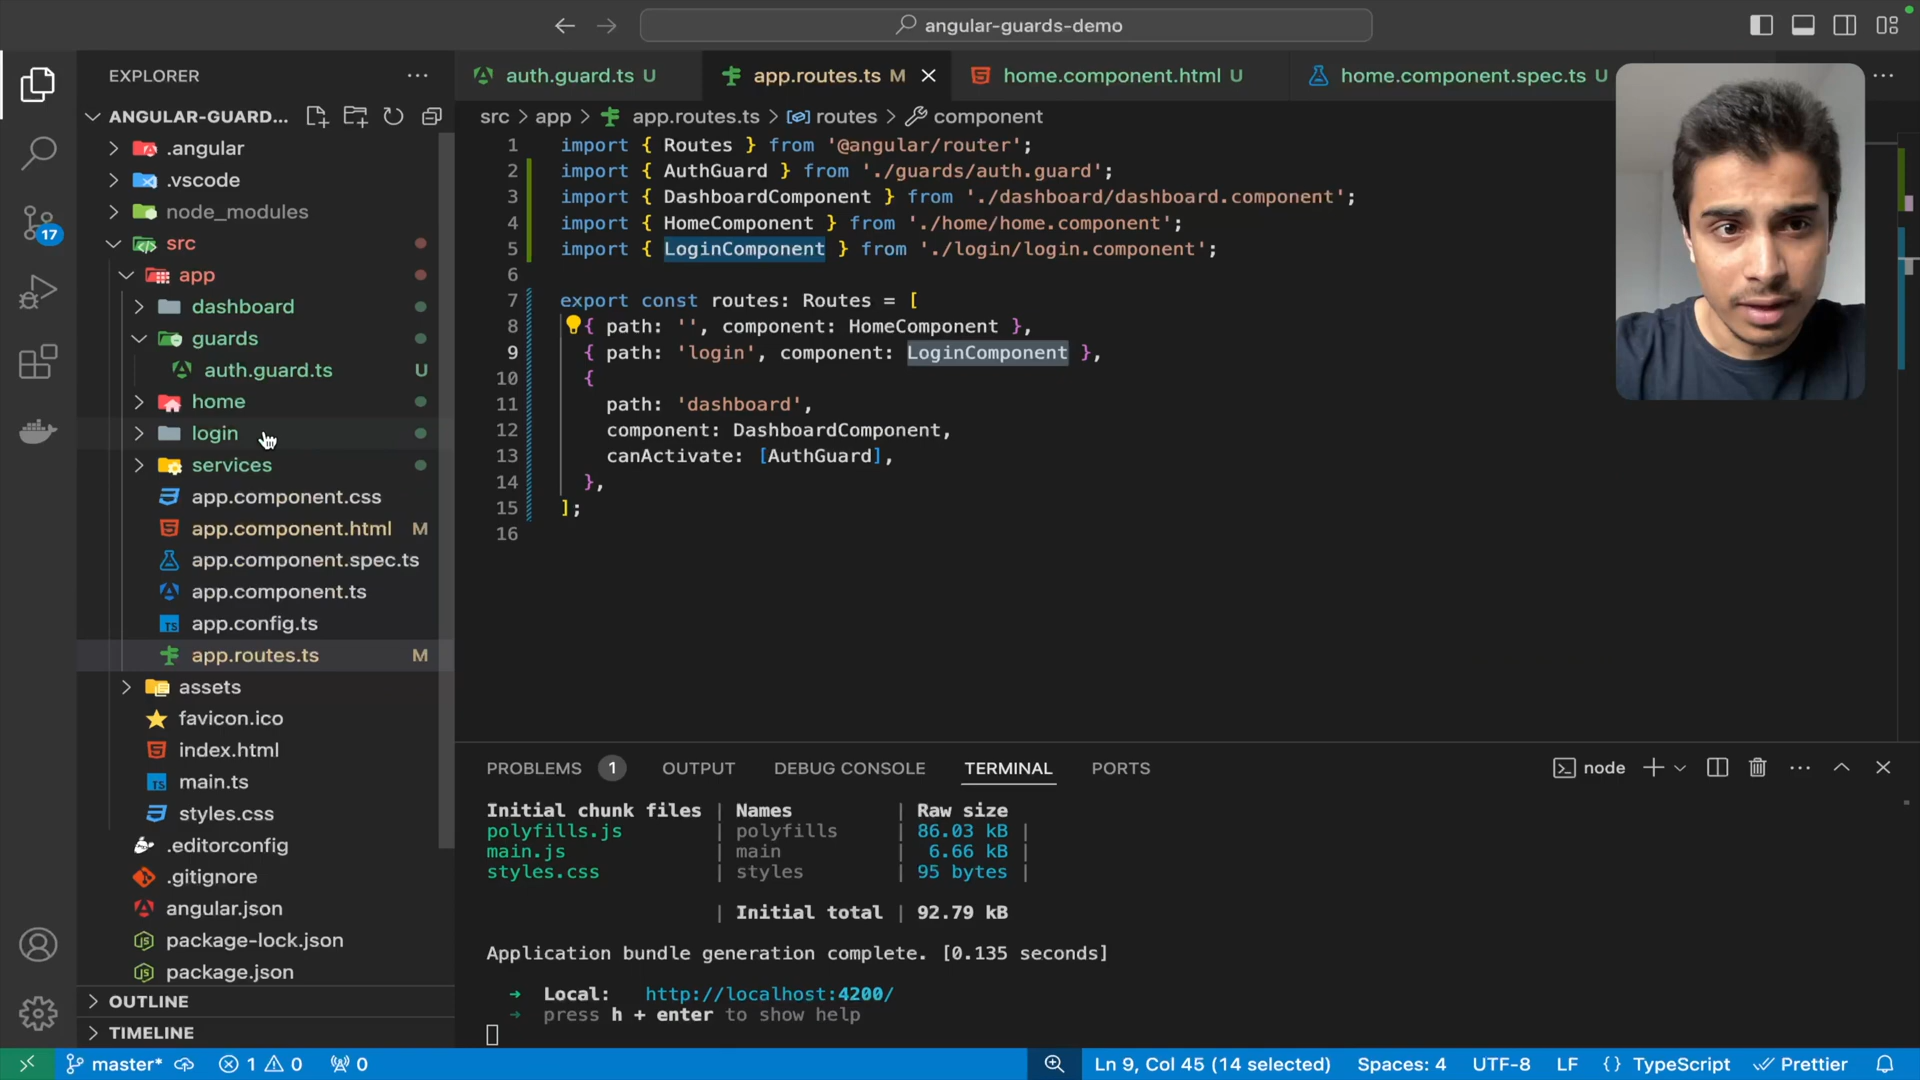 angular-guards-demo
EXPLORER
ANGULAR-GUARD...
.angular
.vscode
node_modules
17
src
app
dashboard
guards
auth.guard.ts U
home
login
services
app.component.css
app.component.html M
app.component.spec.ts
app.component.ts
app.config.ts
app.routes.ts M
assets
favicon.ico
index.html
main.ts
styles.css
.editorconfig
.gitignore
angular.json
package-lock.json
package.json
OUTLINE
TIMELINE
auth.guard.ts U
app.routes.ts M
home.component.html U
home.component.spec.ts U
src > app > app.routes.ts > routes > component
1 import { Routes } from '@angular/router';
2 import { AuthGuard } from './guards/auth.guard';
3 import { DashboardComponent } from './dashboard/dashboard.component';
4 import { HomeComponent } from './home/home.component';
5 import { LoginComponent } from './login/login.component';
6
7 export const routes: Routes = [
8 { path: '', component: HomeComponent },
9 { path: 'login', component: LoginComponent },
10 {
11 path: 'dashboard',
12 component: DashboardComponent,
13 canActivate: [AuthGuard],
14 },
15 ];
16
PROBLEMS 1 OUTPUT DEBUG CONSOLE TERMINAL PORTS
node
Initial chunk files | Names | Raw size
polyfills.js | polyfills | 86.03 kB |
main.js | main | 6.66 kB |
styles.css | styles | 95 bytes |
| Initial total | 92.79 kB
Application bundle generation complete. [0.135 seconds]
➜ Local: http://localhost:4200/
➜ press h + enter to show help
master* 1 0 0
Ln 9, Col 45 (14 selected) Spaces: 4 UTF-8 LF {} TypeScript Prettier